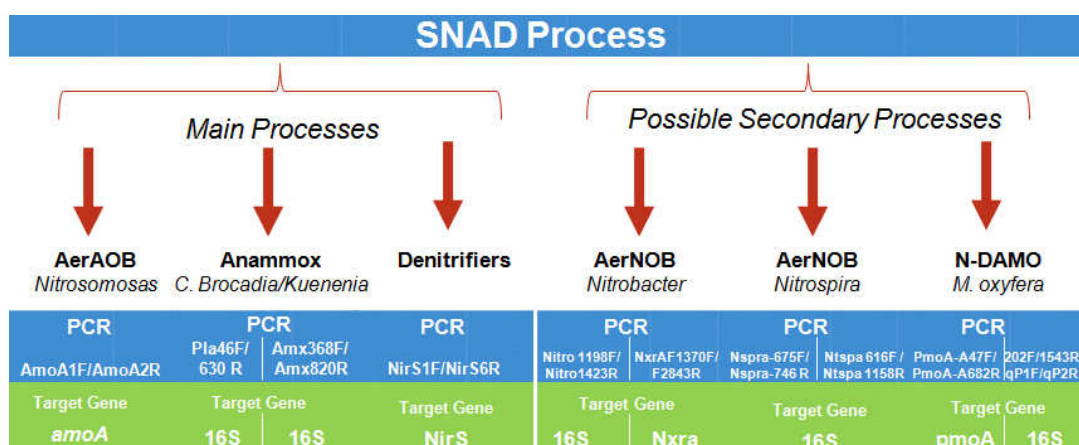 SNAD Process
Main Processes
Possible Secondary Processes
AerAOB
Nitrosomosas
Anammox
C. Brocadia/Kuenenia
Denitrifiers
AerNOB
Nitrobacter
AerNOB
Nitrospira
N-DAMO
M. oxyfera
PCR
AmoA1F/AmoA2R
PCR
Pla46F/
630 R
Amx368F/
Amx820R
PCR
NirS1F/NirS6R
PCR
Nitro 1198F/
Nitro1423R
NxrAF1370F/
F2843R
PCR
Nspra-675F/
Nspra-746 R
Ntspa 616F /
Ntspa 1158R
PCR
PmoA-A47F/
PmoA-A682R
202F/1543R
qP1F/qP2R
Target Gene
amoA
Target Gene
16S
16S
Target Gene
NirS
Target Gene
16S
Nxra
Target Gene
16S
Target Gene
pmoA
16S